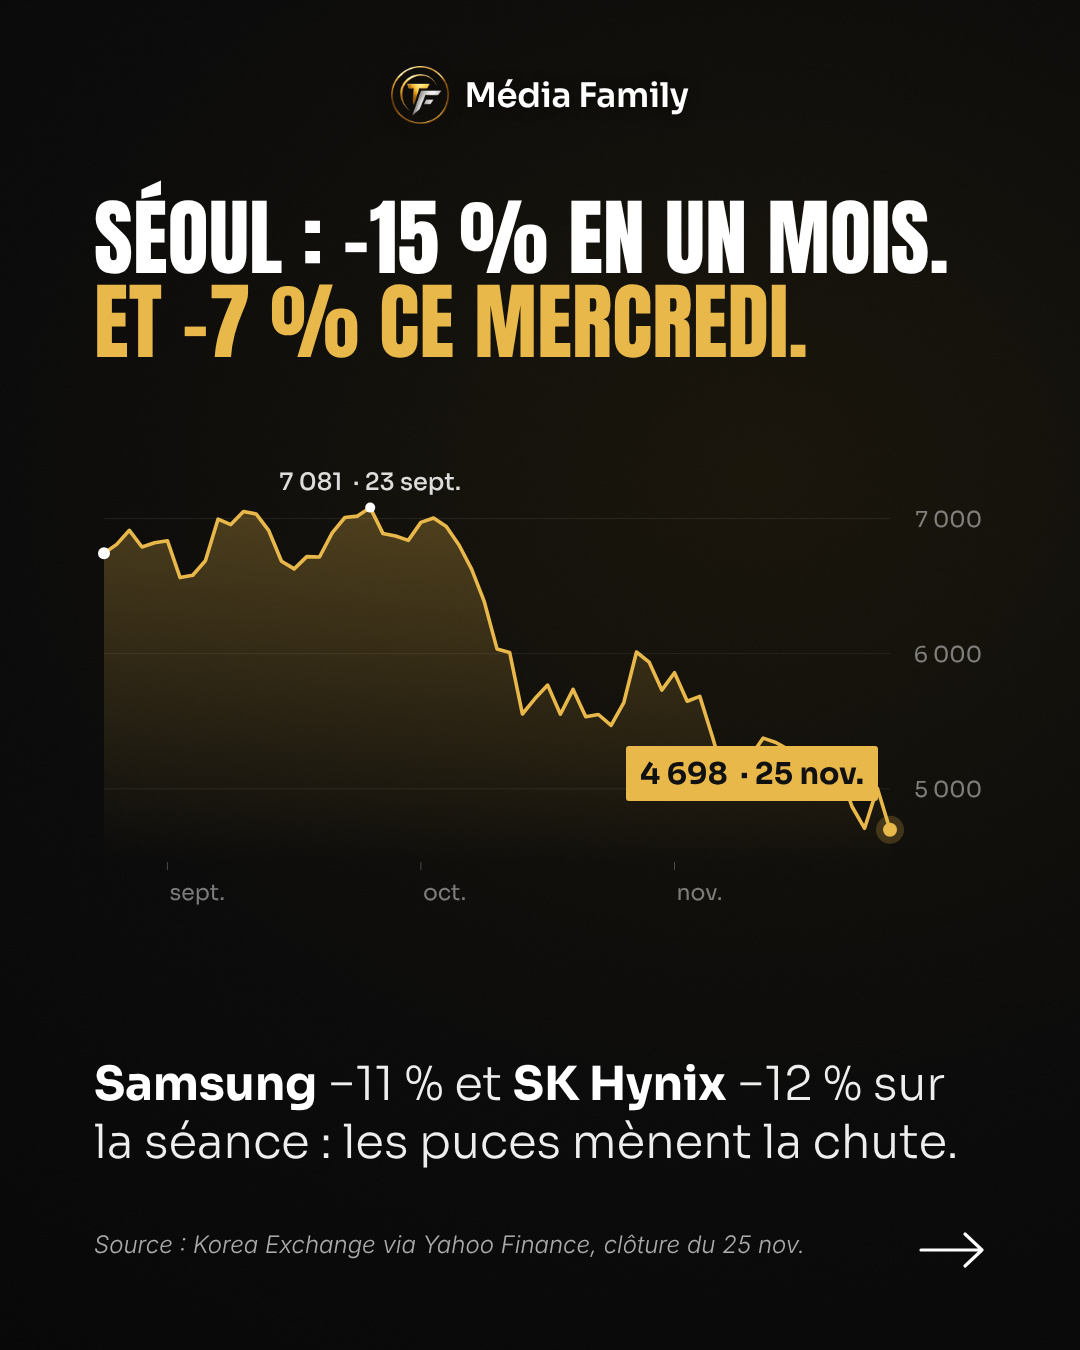 TF Média Family
SÉOUL : -15 % EN UN MOIS.
ET -7 % CE MERCREDI.
7 081 · 23 sept.
7 000
6 000
4 698 · 25 nov.
5 000
sept. oct. nov.
Samsung −11 % et SK Hynix −12 % sur
la séance : les puces mènent la chute.
Source : Korea Exchange via Yahoo Finance, clôture du 25 nov.